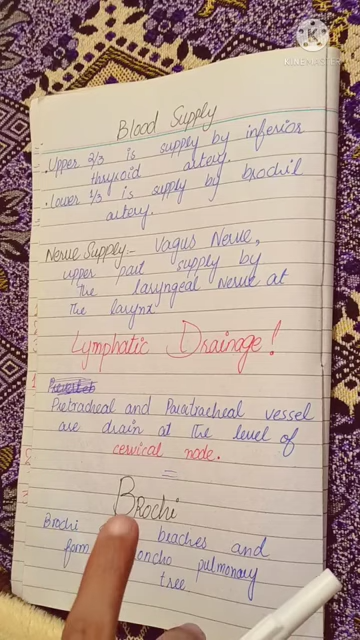 KINEMASTER
Blood Supply
. Upper 2/3 is supply by inferior
thyroid artery.
. Lower 1/3 is supply by brochil
artery.
Nerve Supply - Vagus Nerve,
upper part supply by
the laryngeal Nerve at
the larynx
Lymphatic Drainage!
Pretracheal and Paratracheal vessel
are drain at the level of
cervical node.
Brochi
Brochi braches and
form pulmonary
tree